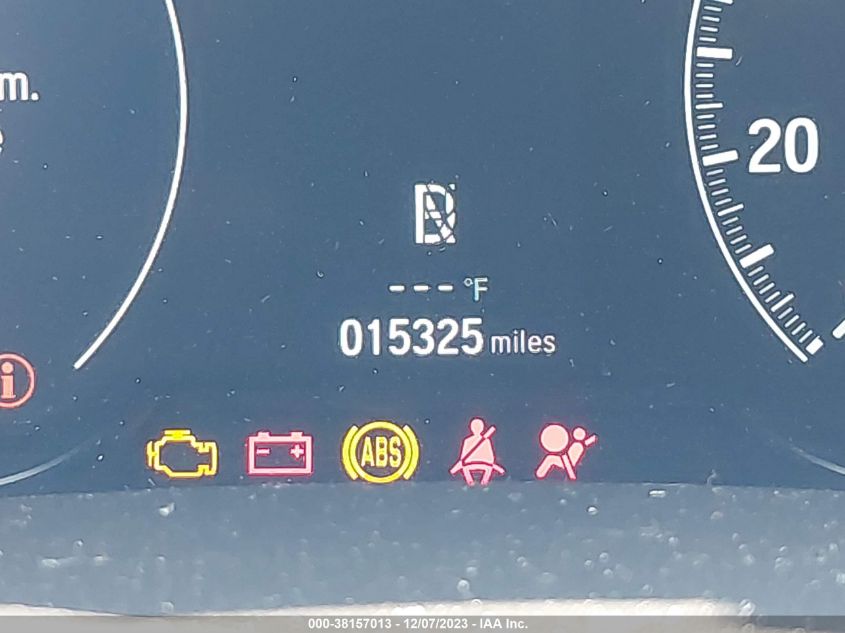 m.
20
--- °F
015325 miles
ABS
000-38157013 - 12/07/2023 - IAA Inc.